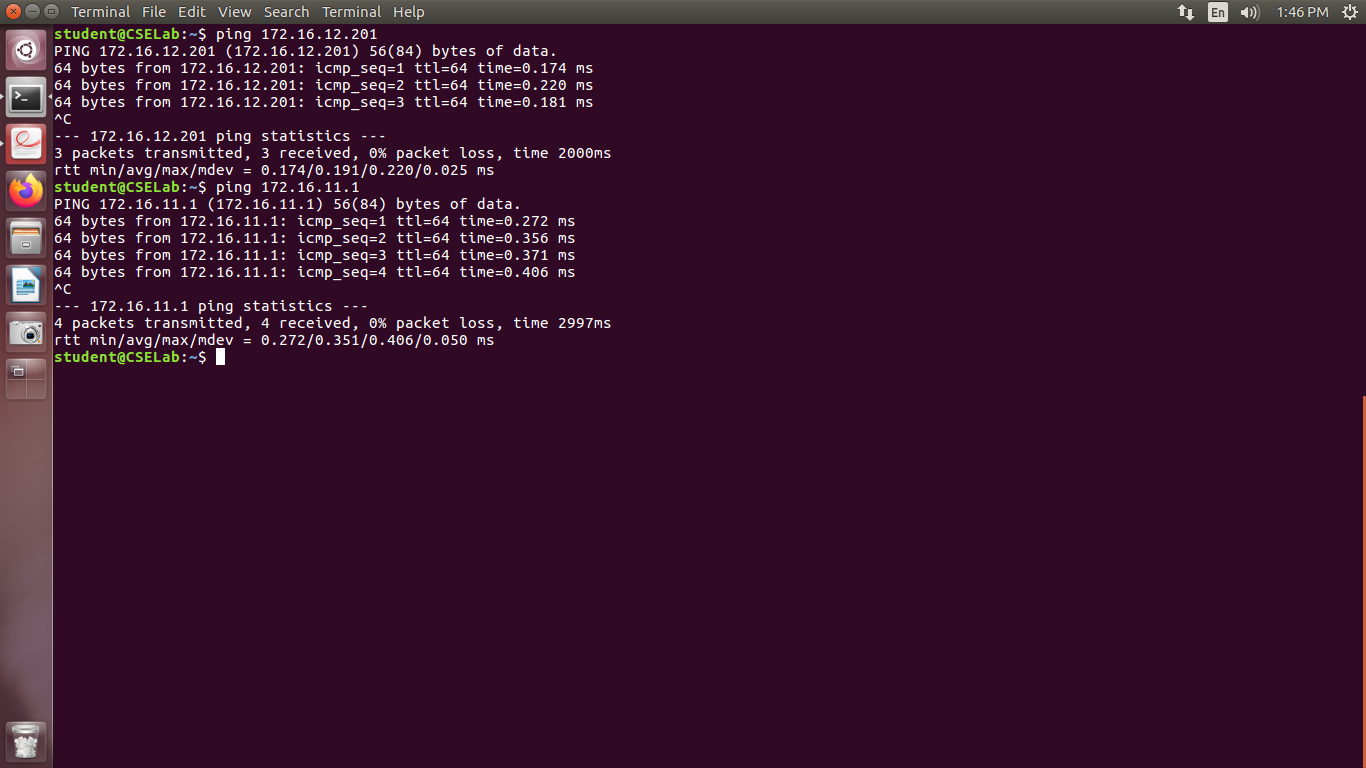 Terminal File Edit View Search Terminal Help En 1:46 PM
student@CSELab:~$ ping 172.16.12.201
PING 172.16.12.201 (172.16.12.201) 56(84) bytes of data.
64 bytes from 172.16.12.201: icmp_seq=1 ttl=64 time=0.174 ms
64 bytes from 172.16.12.201: icmp_seq=2 ttl=64 time=0.220 ms
64 bytes from 172.16.12.201: icmp_seq=3 ttl=64 time=0.181 ms
^C
--- 172.16.12.201 ping statistics ---
3 packets transmitted, 3 received, 0% packet loss, time 2000ms
rtt min/avg/max/mdev = 0.174/0.191/0.220/0.025 ms
student@CSELab:~$ ping 172.16.11.1
PING 172.16.11.1 (172.16.11.1) 56(84) bytes of data.
64 bytes from 172.16.11.1: icmp_seq=1 ttl=64 time=0.272 ms
64 bytes from 172.16.11.1: icmp_seq=2 ttl=64 time=0.356 ms
64 bytes from 172.16.11.1: icmp_seq=3 ttl=64 time=0.371 ms
64 bytes from 172.16.11.1: icmp_seq=4 ttl=64 time=0.406 ms
^C
--- 172.16.11.1 ping statistics ---
4 packets transmitted, 4 received, 0% packet loss, time 2997ms
rtt min/avg/max/mdev = 0.272/0.351/0.406/0.050 ms
student@CSELab:~$